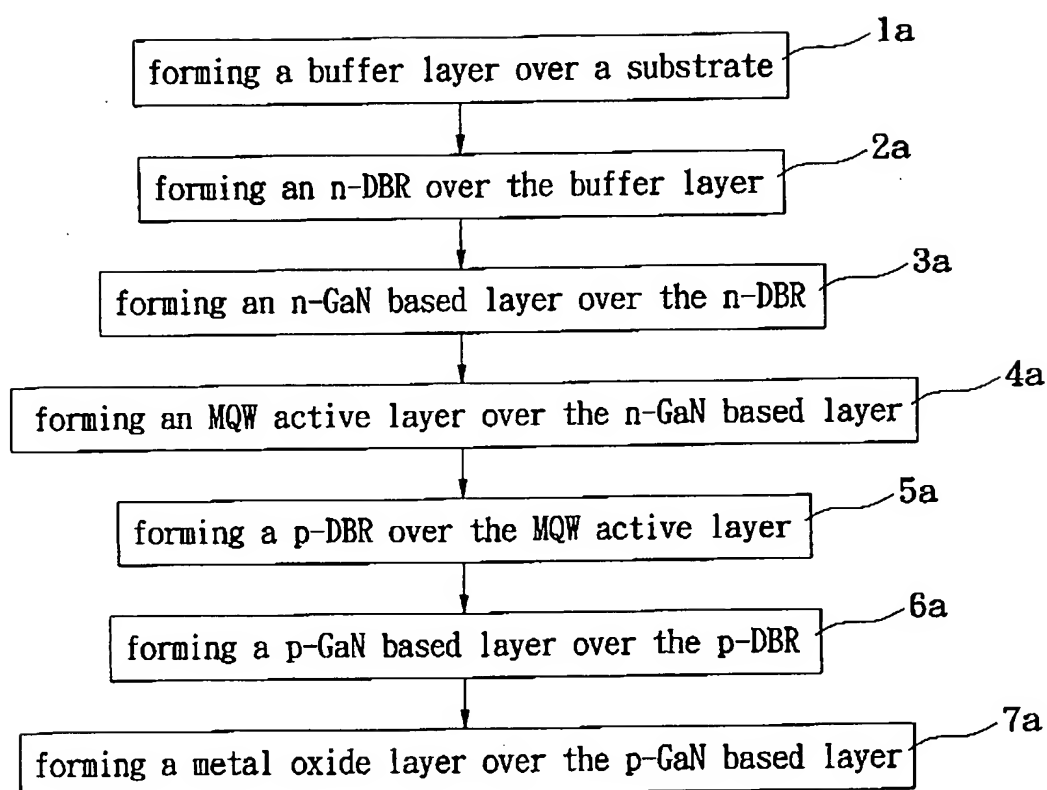 1a
forming a buffer layer over a substrate
2a
forming an n-DBR over the buffer layer
3a
forming an n-GaN based layer over the n-DBR
4a
forming an MQW active layer over the n-GaN based layer
5a
forming a p-DBR over the MQW active layer
6a
forming a p-GaN based layer over the p-DBR
7a
forming a metal oxide layer over the p-GaN based layer